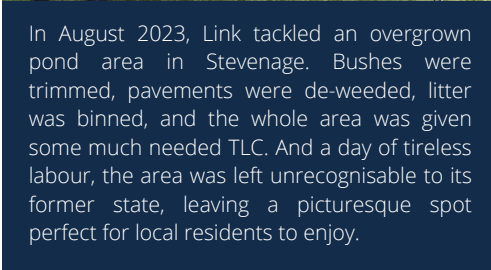 In August 2023, Link tackled an overgrown
pond area in Stevenage. Bushes were
trimmed, pavements were de-weeded, litter
was binned, and the whole area was given
some much needed TLC. And a day of tireless
labour, the area was left unrecognisable to its
former state, leaving a picturesque spot
perfect for local residents to enjoy.